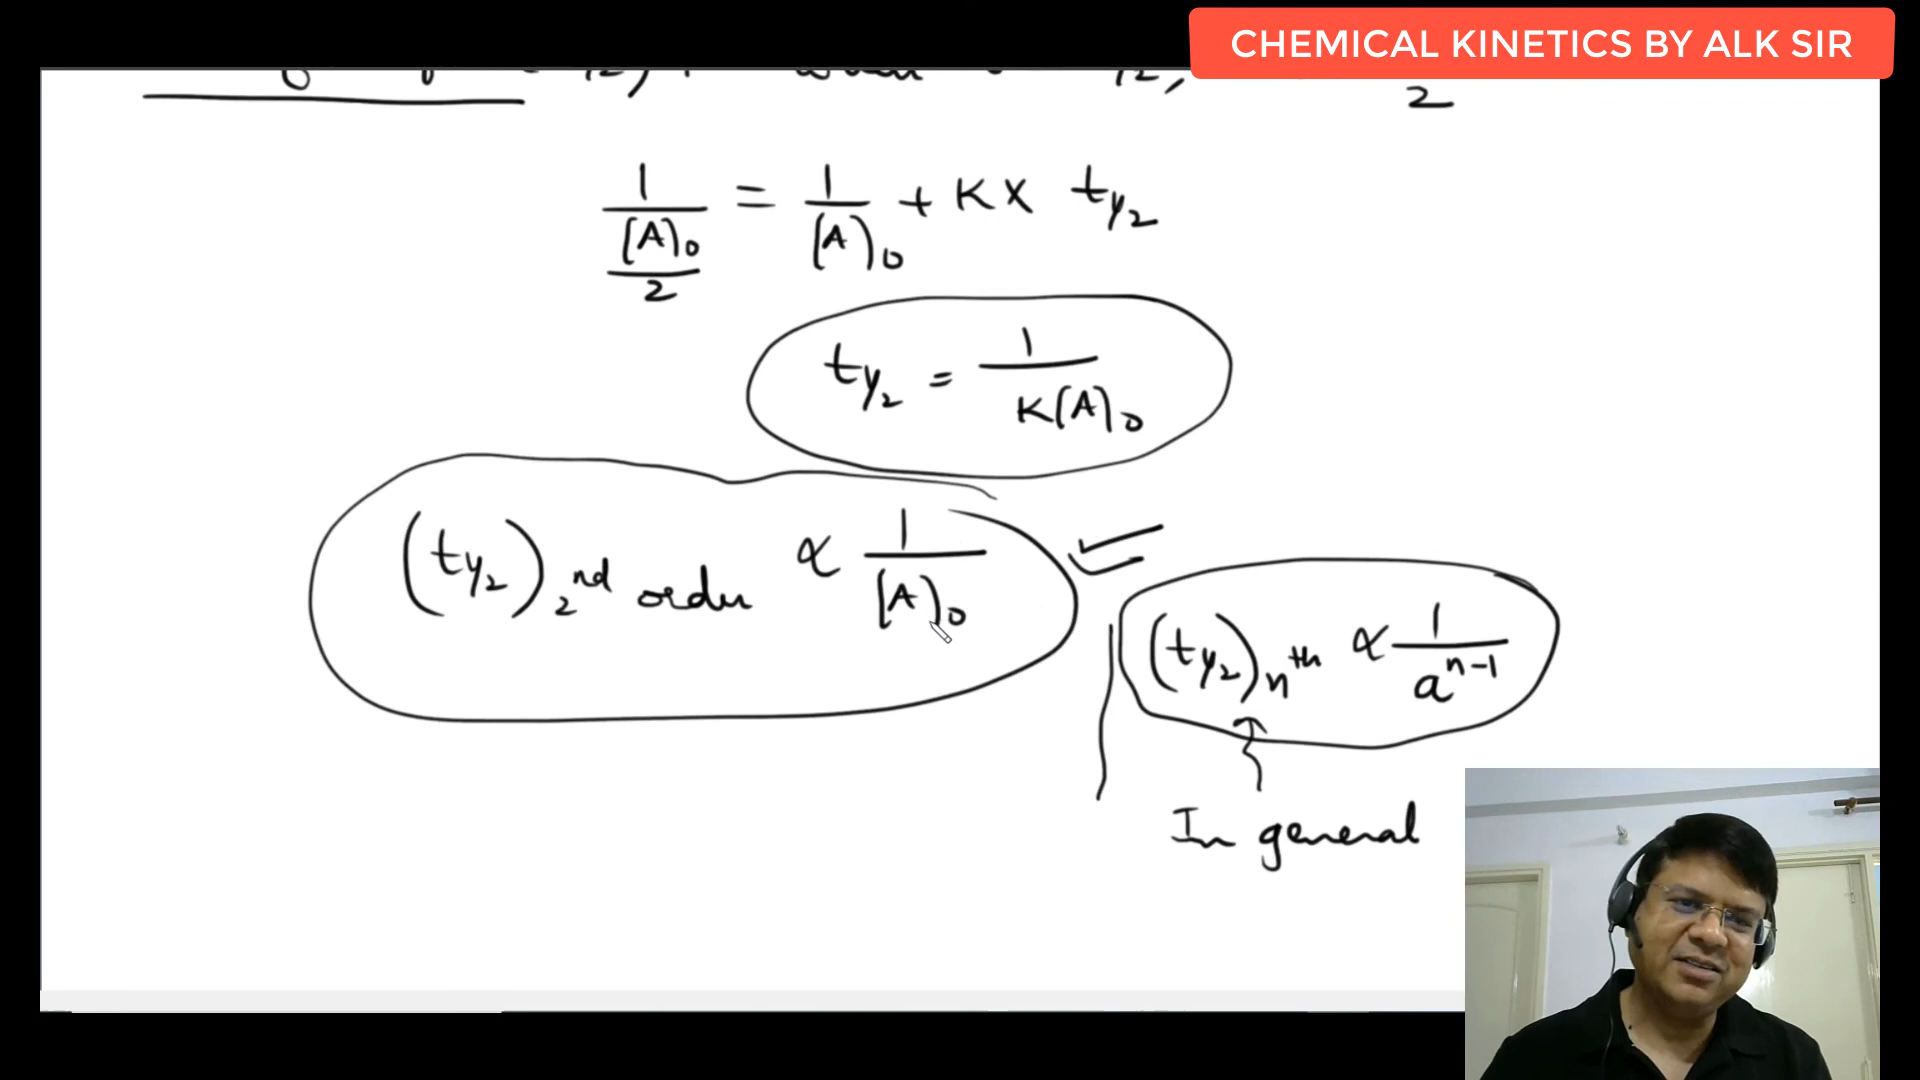 CHEMICAL KINETICS BY ALK SIR
2
1/([A]₀/2) = 1/[A]₀ + K × t½
t½ = 1/K[A]₀
(t½) 2nd order ∝ 1/[A]₀
(t½) nth ∝ 1/aⁿ⁻¹
In general